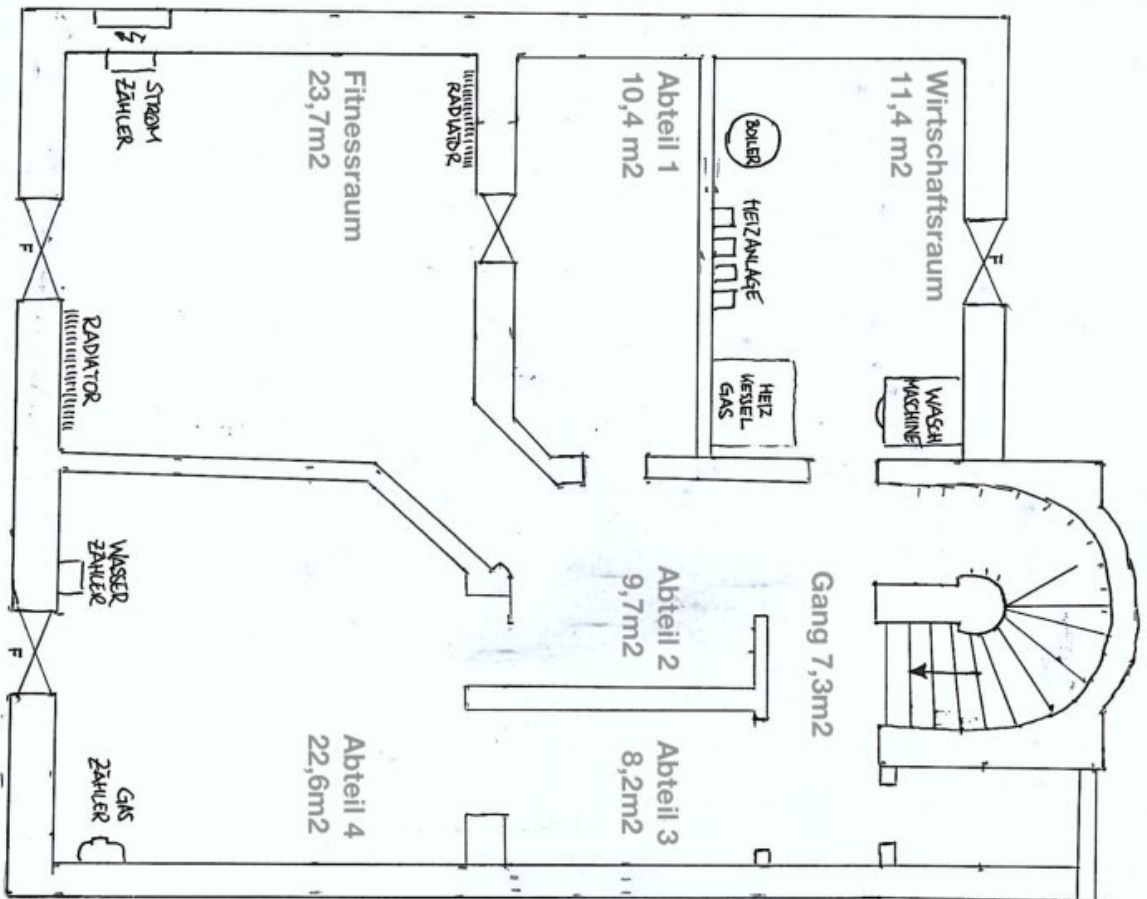 Wirtschaftsraum
11,4 m2
F
WASCH
MASCHINE
BOILER
HEIZANLAGE
HEIZ
KESSEL
GAS
Abteil 1
10,4 m2
RADIATOR
Fitnessraum
23,7m2
STROM
ZÄHLER
F
RADIATOR
Gang 7,3m2
Abteil 2
9,7m2
Abteil 3
8,2m2
Abteil 4
22,6m2
WASSER
ZÄHLER
F
GAS
ZÄHLER